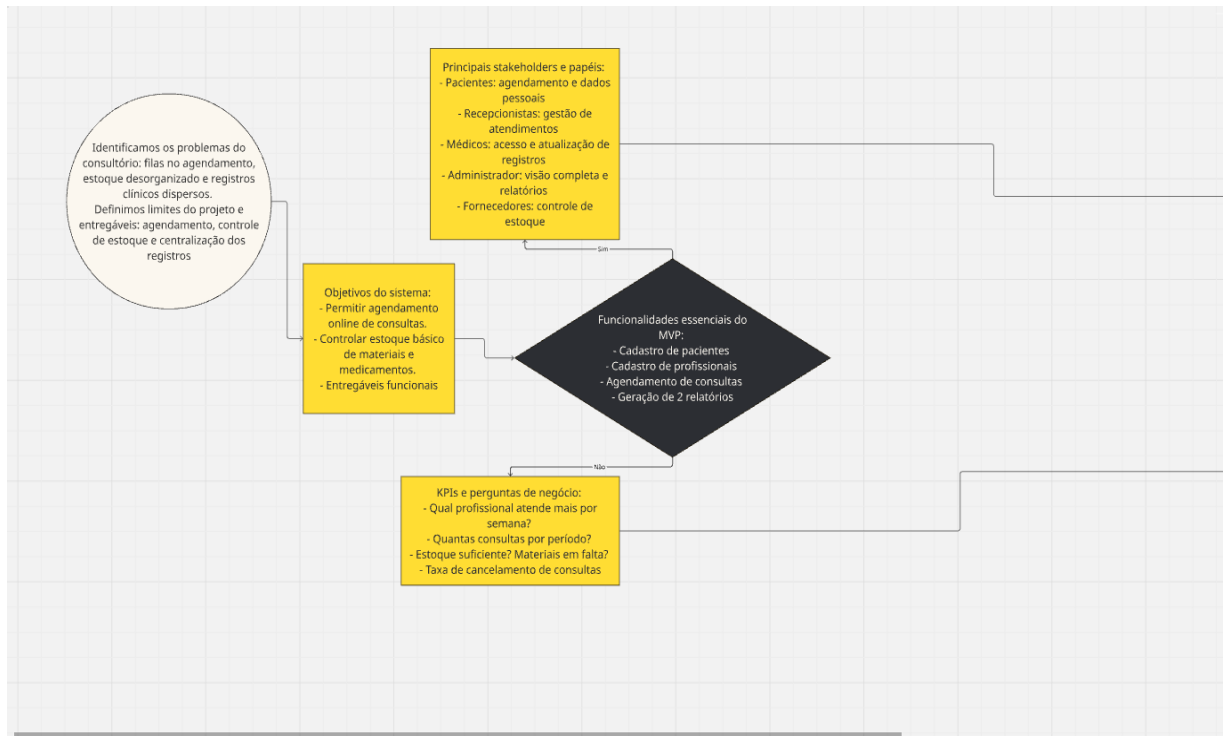 Identificamos os problemas do
consultório: filas no agendamento,
estoque desorganizado e registros
clínicos dispersos.
Definimos limites do projeto e
entregáveis: agendamento, controle
de estoque e centralização dos
registros
Objetivos do sistema:
- Permitir agendamento
online de consultas.
- Controlar estoque básico
de materiais e
medicamentos.
- Entregáveis funcionais
Principais stakeholders e papéis:
- Pacientes: agendamento e dados
pessoais
- Recepcionistas: gestão de
atendimentos
- Médicos: acesso e atualização de
registros
- Administrador: visão completa e
relatórios
- Fornecedores: controle de
estoque
Sim
Funcionalidades essenciais do
MVP:
- Cadastro de pacientes
- Cadastro de profissionais
- Agendamento de consultas
- Geração de 2 relatórios
Não
KPIs e perguntas de negócio:
- Qual profissional atende mais por
semana?
- Quantas consultas por período?
- Estoque suficiente? Materiais em falta?
- Taxa de cancelamento de consultas